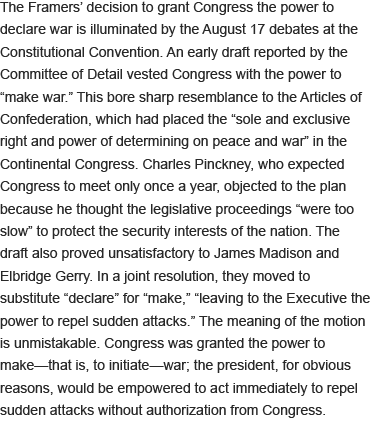 The Framers’ decision to grant Congress the power to
declare war is illuminated by the August 17 debates at the
Constitutional Convention. An early draft reported by the
Committee of Detail vested Congress with the power to
“make war.” This bore sharp resemblance to the Articles of
Confederation, which had placed the “sole and exclusive
right and power of determining on peace and war” in the
Continental Congress. Charles Pinckney, who expected
Congress to meet only once a year, objected to the plan
because he thought the legislative proceedings “were too
slow” to protect the security interests of the nation. The
draft also proved unsatisfactory to James Madison and
Elbridge Gerry. In a joint resolution, they moved to
substitute “declare” for “make,” “leaving to the Executive the
power to repel sudden attacks.” The meaning of the motion
is unmistakable. Congress was granted the power to
make—that is, to initiate—war; the president, for obvious
reasons, would be empowered to act immediately to repel
sudden attacks without authorization from Congress.